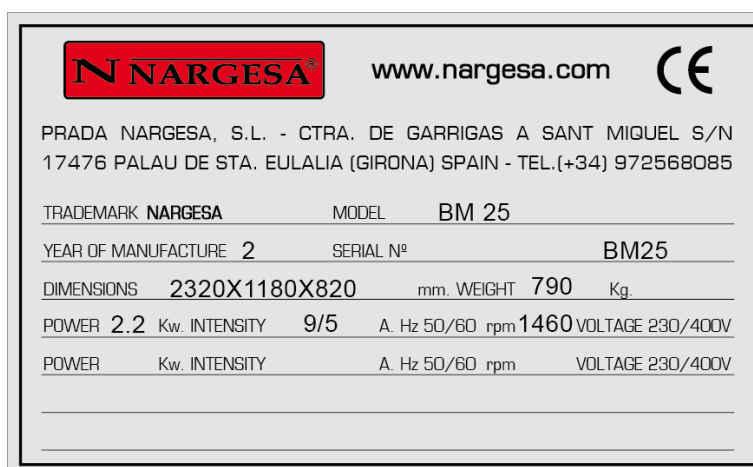 N NARGESA® www.nargesa.com CE
PRADA NARGESA, S.L. - CTRA. DE GARRIGAS A SANT MIQUEL S/N
17476 PALAU DE STA. EULALIA (GIRONA) SPAIN - TEL.(+34) 972568085
TRADEMARK NARGESA MODEL BM 25
YEAR OF MANUFACTURE 2 SERIAL Nº BM25
DIMENSIONS 2320X1180X820 mm. WEIGHT 790 Kg.
POWER 2.2 Kw. INTENSITY 9/5 A. Hz 50/60 rpm 1460 VOLTAGE 230/400V
POWER Kw. INTENSITY A. Hz 50/60 rpm VOLTAGE 230/400V